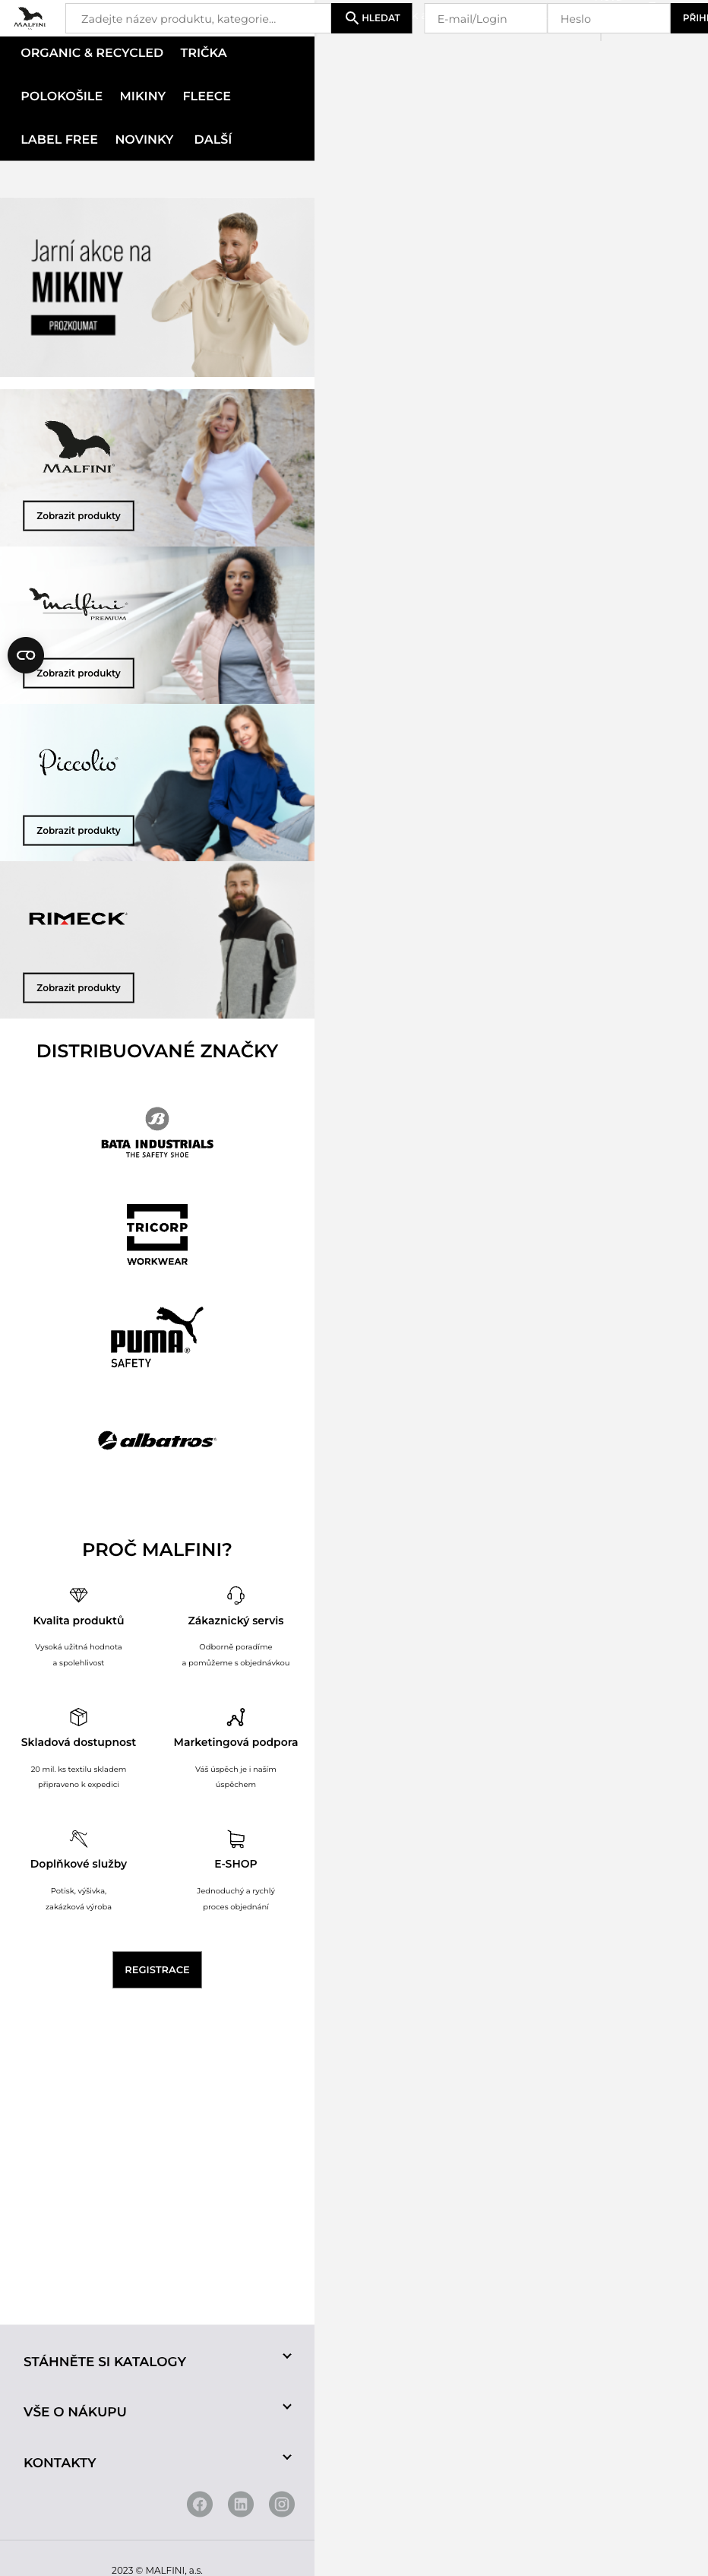 MALFINI
Zadejte název produktu, kategorie...
HLEDAT
E-mail/Login
Heslo
ORGANIC & RECYCLED TRIČKA
POLOKOŠILE MIKINY FLEECE
LABEL FREE NOVINKY DALŠÍ
Jarní akce na
MIKINY
PROZKOUMAT
MALFINI®
Zobrazit produkty
malfini®
PREMIUM
Zobrazit produkty
Piccolio®
Zobrazit produkty
RIMECK®
Zobrazit produkty
DISTRIBUOVANÉ ZNAČKY
B
BATA INDUSTRIALS
THE SAFETY SHOE
TRICORP
WORKWEAR
PUMA®
SAFETY
albatros®
PROČ MALFINI?
Kvalita produktů
Vysoká užitná hodnota
a spolehlivost
Zákaznický servis
Odborně poradíme
a pomůžeme s objednávkou
Skladová dostupnost
20 mil. ks textilu skladem
připraveno k expedici
Marketingová podpora
Váš úspěch je i naším
úspěchem
Doplňkové služby
Potisk, výšivka,
zakázková výroba
E-SHOP
Jednoduchý a rychlý
proces objednání
REGISTRACE
STÁHNĚTE SI KATALOGY
VŠE O NÁKUPU
KONTAKTY
2023 © MALFINI, a.s.